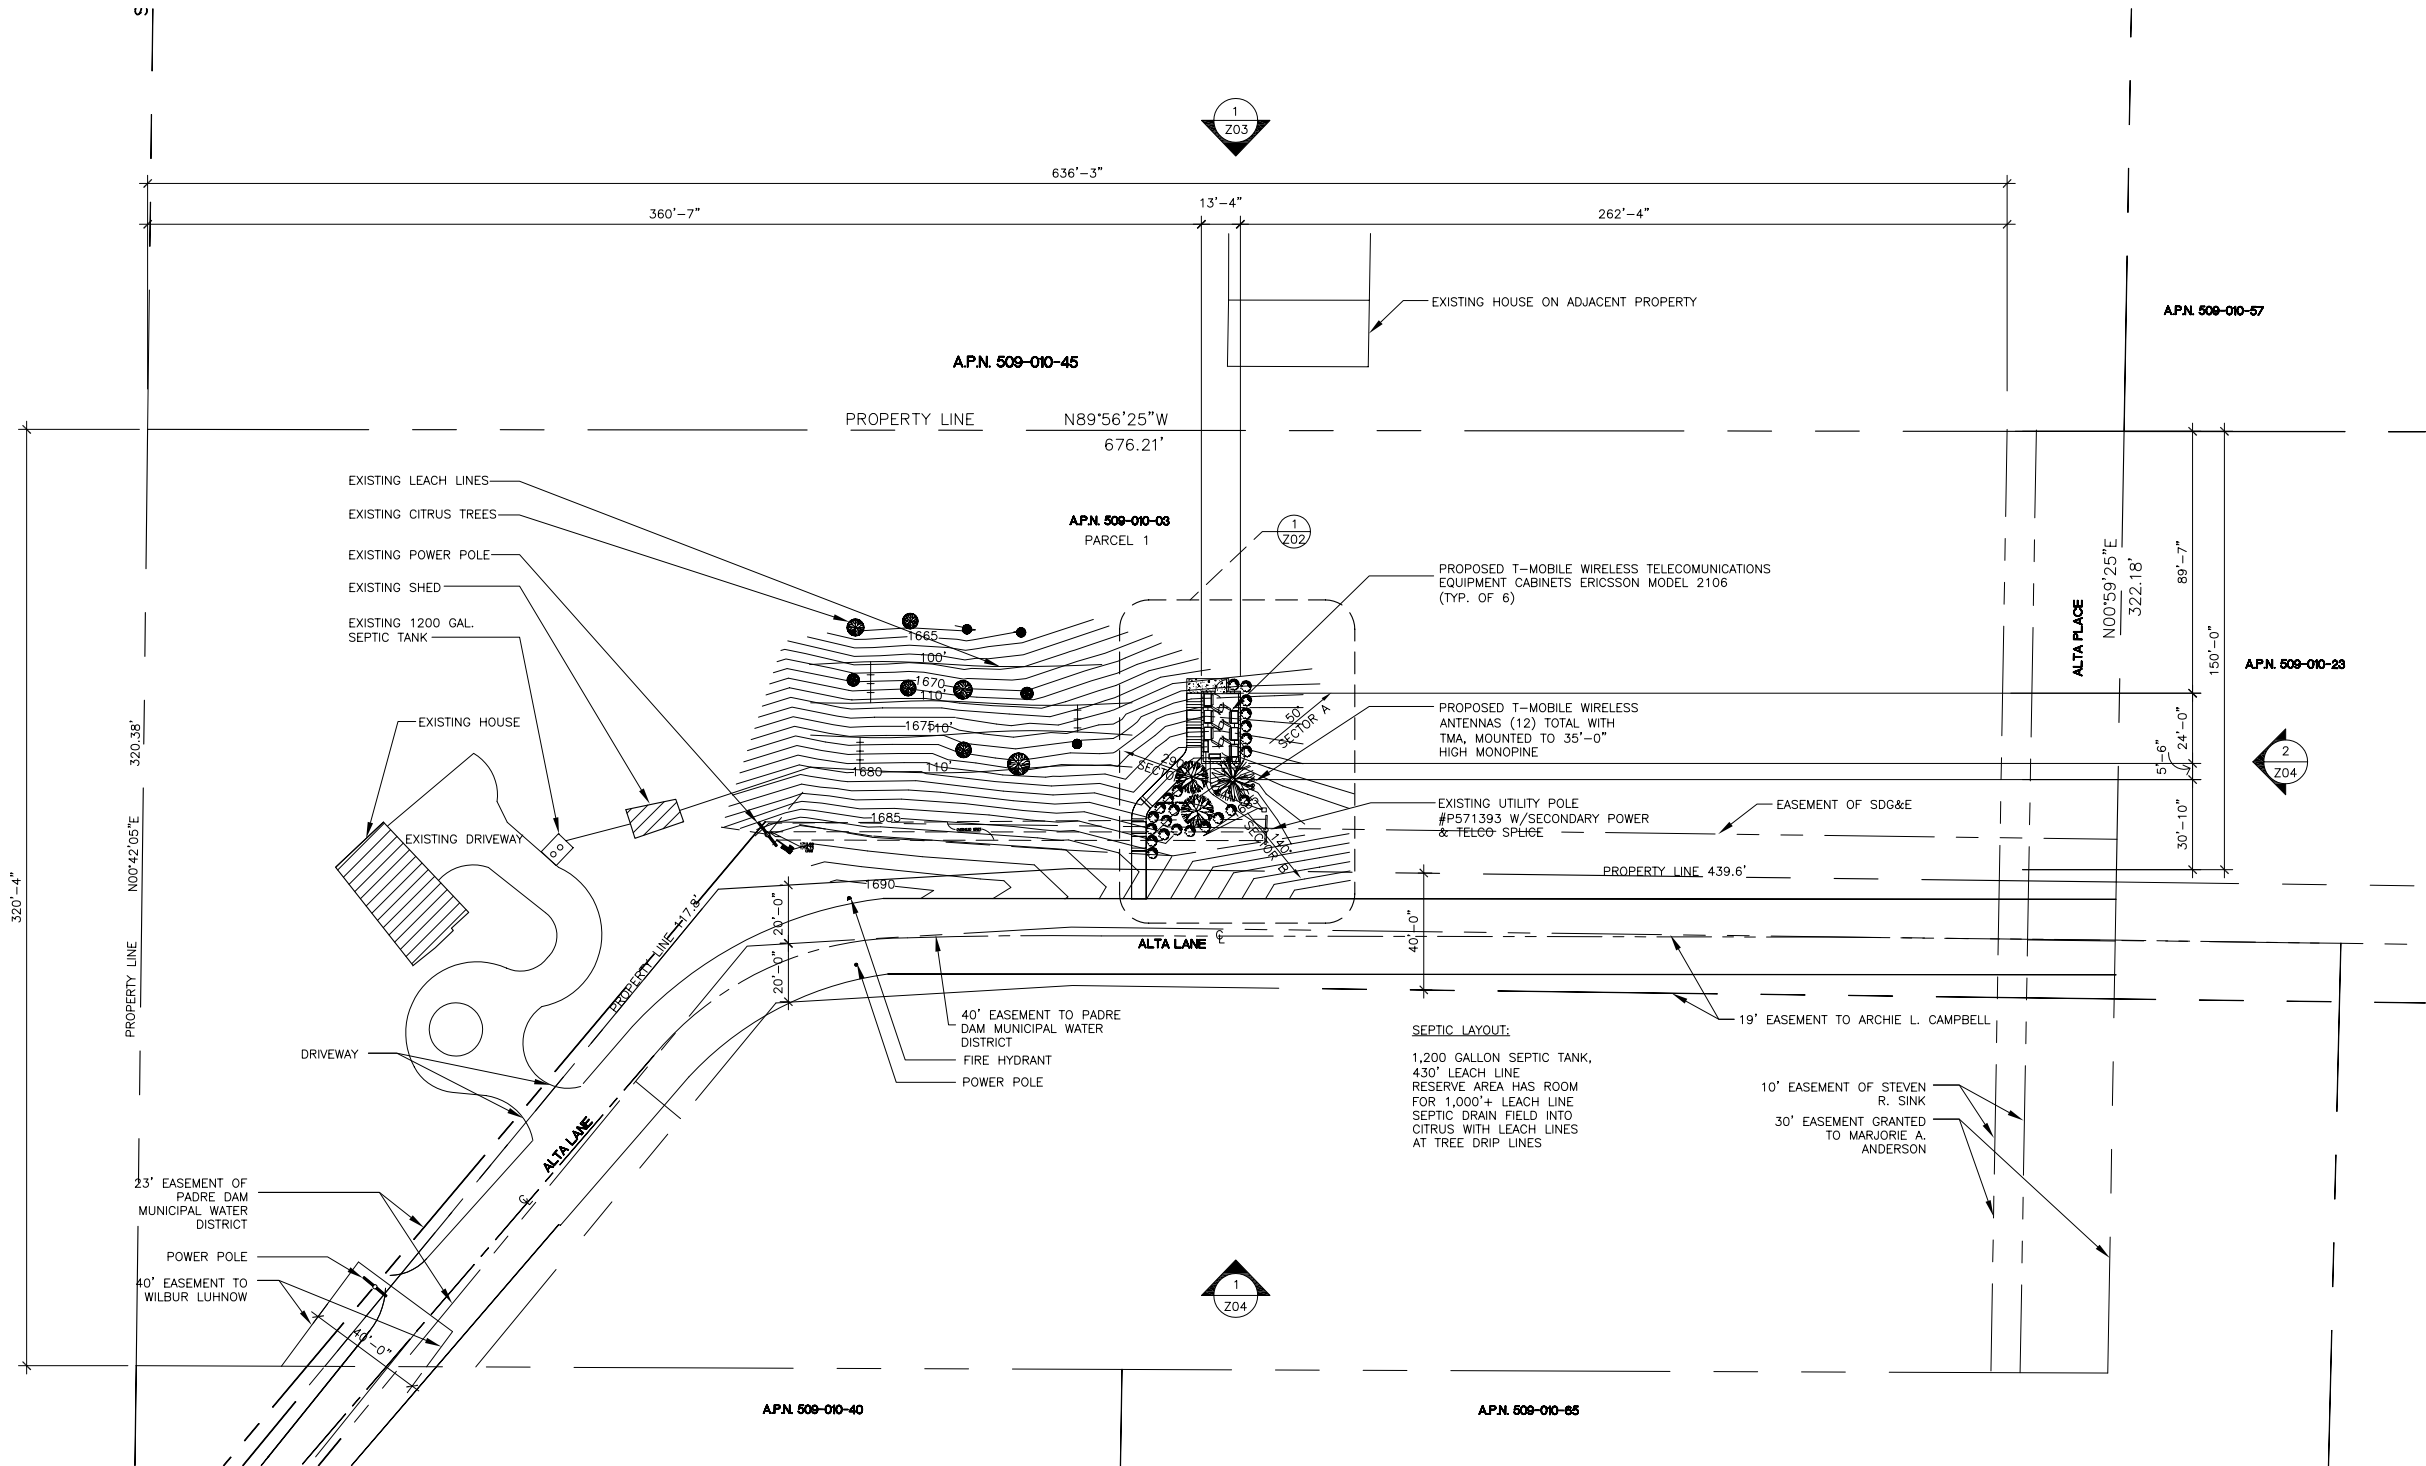 1
Z03
636'-3"
360'-7"
13'-4"
262'-4"
EXISTING HOUSE ON ADJACENT PROPERTY
A.P.N. 509-010-57
A.P.N. 509-010-45
PROPERTY LINE N89°56'25"W
676.21'
EXISTING LEACH LINES
EXISTING CITRUS TREES
EXISTING POWER POLE
EXISTING SHED
EXISTING 1200 GAL.
SEPTIC TANK
A.P.N. 509-010-03
PARCEL 1
1
Z02
PROPOSED T-MOBILE WIRELESS TELECOMUNICATIONS
EQUIPMENT CABINETS ERICSSON MODEL 2106
(TYP. OF 6)
ALTA PLACE
N00°59'25"E
322.18'
89'-7"
150'-0"
A.P.N. 509-010-23
1665
100'
1670
110'
1675
110'
1680
110'
1685
1690
50'
SECTOR A
PROPOSED T-MOBILE WIRELESS
ANTENNAS (12) TOTAL WITH
TMA, MOUNTED TO 35'-0"
HIGH MONOPINE
24'-0"
5'-6"
30'-10"
2
Z04
EXISTING HOUSE
EXISTING DRIVEWAY
PROPERTY LINE N00°42'05"E 320.38'
320'-4"
EXISTING UTILITY POLE
#P571393 W/SECONDARY POWER
& TELCO SPLICE
EASEMENT OF SDG&E
140'
SECTOR B
PROPERTY LINE 439.6'
PROPERTY LINE 117.8'
20'-0"
20'-0"
40'-0"
ALTA LANE
40' EASEMENT TO PADRE
DAM MUNICIPAL WATER
DISTRICT
FIRE HYDRANT
POWER POLE
DRIVEWAY
ALTA LANE
19' EASEMENT TO ARCHIE L. CAMPBELL
SEPTIC LAYOUT:
1,200 GALLON SEPTIC TANK,
430' LEACH LINE
RESERVE AREA HAS ROOM
FOR 1,000'+ LEACH LINE
SEPTIC DRAIN FIELD INTO
CITRUS WITH LEACH LINES
AT TREE DRIP LINES
10' EASEMENT OF STEVEN
R. SINK
30' EASEMENT GRANTED
TO MARJORIE A.
ANDERSON
23' EASEMENT OF
PADRE DAM
MUNICIPAL WATER
DISTRICT
POWER POLE
40' EASEMENT TO
WILBUR LUHNOW
40'-0"
1
Z04
A.P.N. 509-010-40
A.P.N. 509-010-65